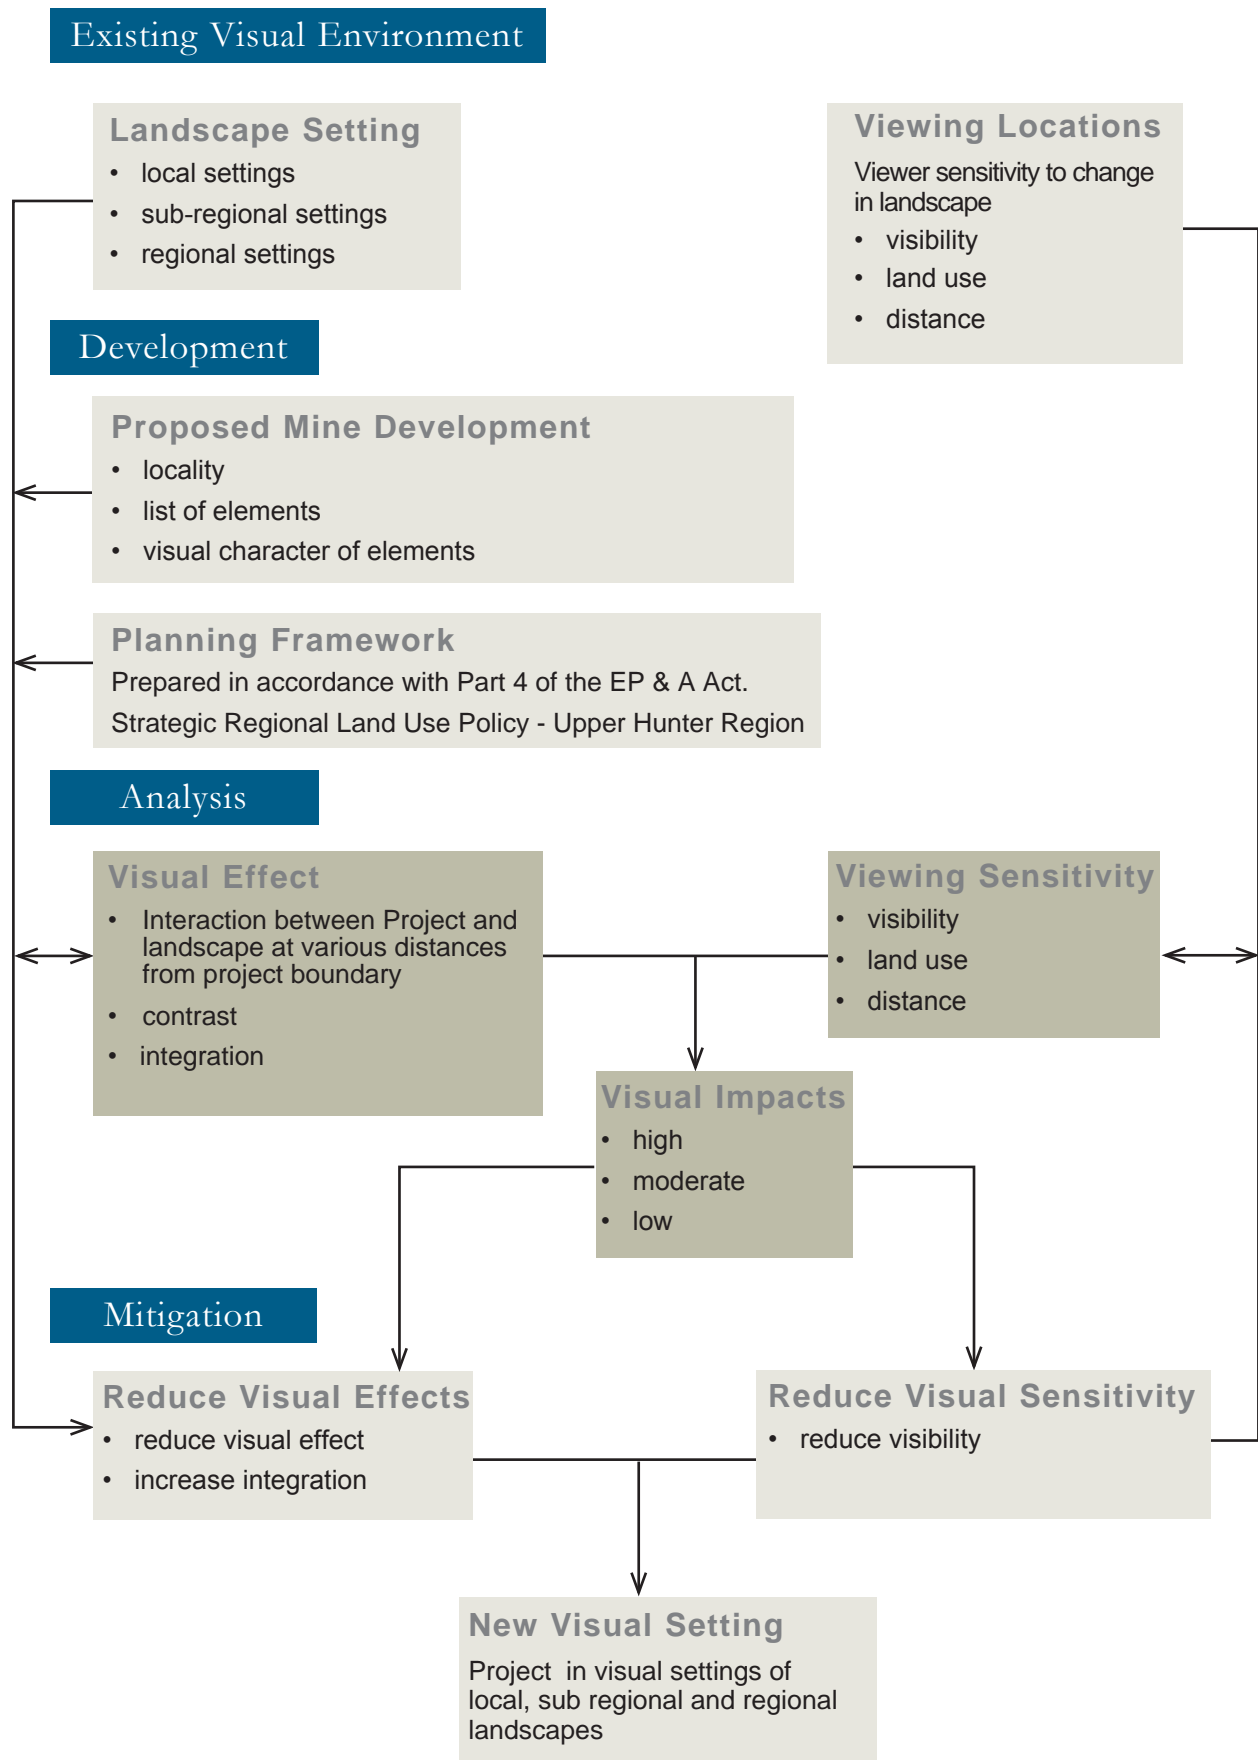 Existing Visual Environment
Landscape Setting
• local settings
• sub-regional settings
• regional settings
Viewing Locations
Viewer sensitivity to change
in landscape
• visibility
• land use
• distance
Development
Proposed Mine Development
• locality
• list of elements
• visual character of elements
Planning Framework
Prepared in accordance with Part 4 of the EP & A Act.
Strategic Regional Land Use Policy - Upper Hunter Region
Analysis
Visual Effect
• Interaction between Project and
landscape at various distances
from project boundary
• contrast
• integration
Viewing Sensitivity
• visibility
• land use
• distance
Visual Impacts
• high
• moderate
• low
Mitigation
Reduce Visual Effects
• reduce visual effect
• increase integration
Reduce Visual Sensitivity
• reduce visibility
New Visual Setting
Project in visual settings of
local, sub regional and regional
landscapes